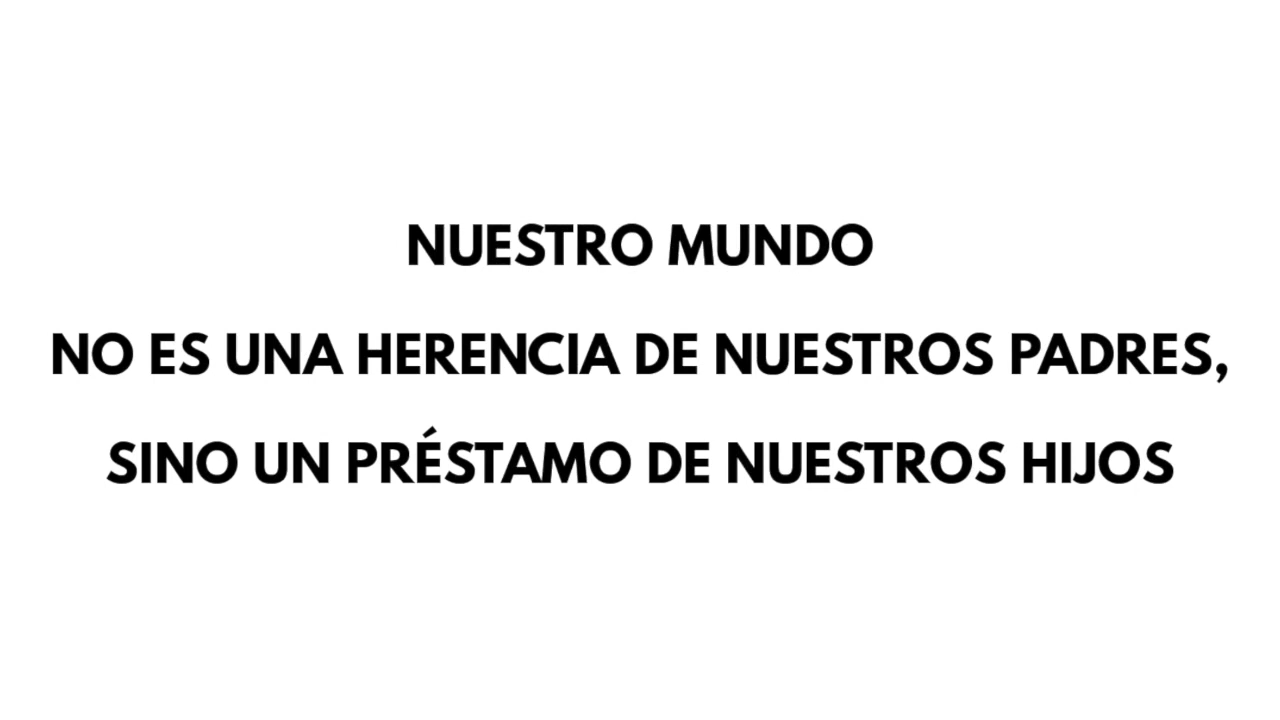 NUESTRO MUNDO
NO ES UNA HERENCIA DE NUESTROS PADRES,
SINO UN PRÉSTAMO DE NUESTROS HIJOS